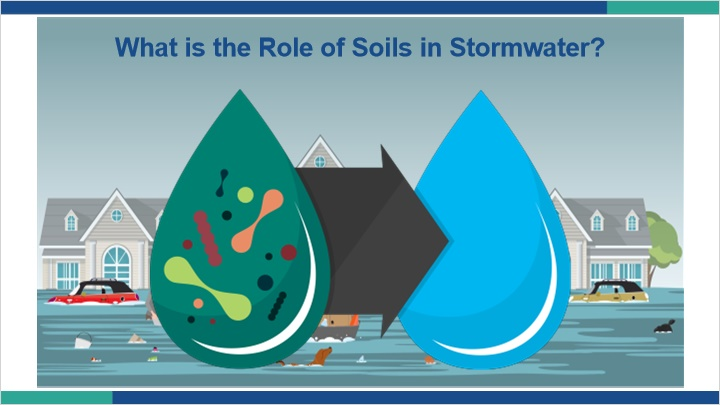 What is the Role of Soils in Stormwater?